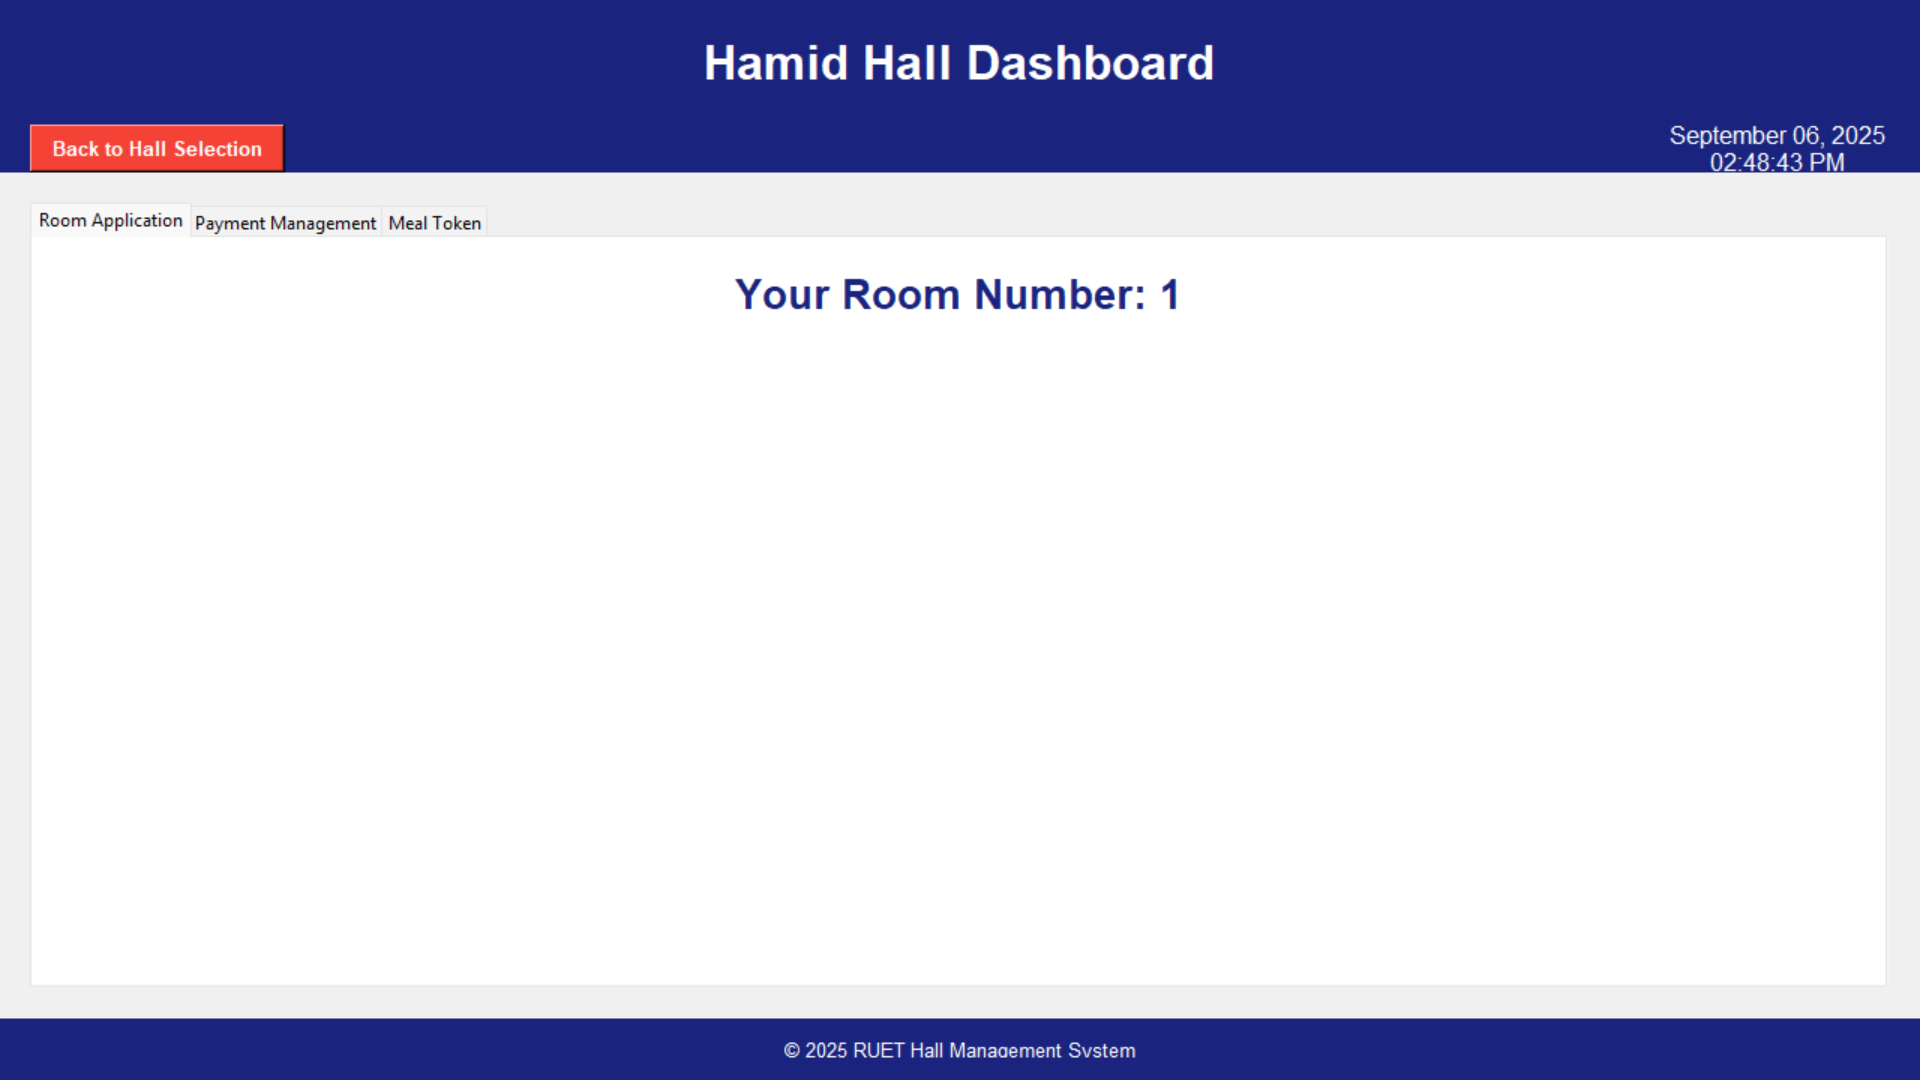 Hamid Hall Dashboard
Back to Hall Selection
September 06, 2025
02:48:43 PM
Room Application
Payment Management
Meal Token
Your Room Number: 1
© 2025 RUET Hall Management System